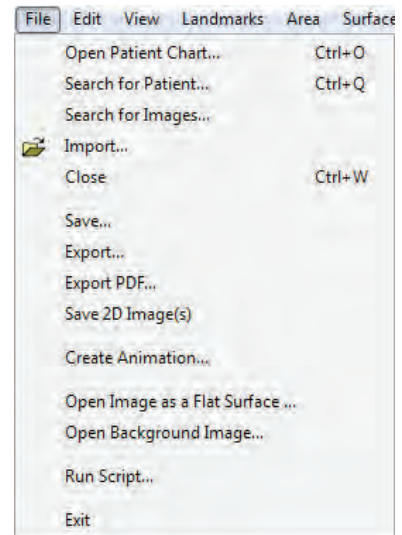 File Edit View Landmarks Area Surface
Open Patient Chart... Ctrl+O
Search for Patient... Ctrl+Q
Search for Images...
Import...
Close Ctrl+W
Save...
Export...
Export PDF...
Save 2D Image(s)
Create Animation...
Open Image as a Flat Surface ...
Open Background Image...
Run Script...
Exit